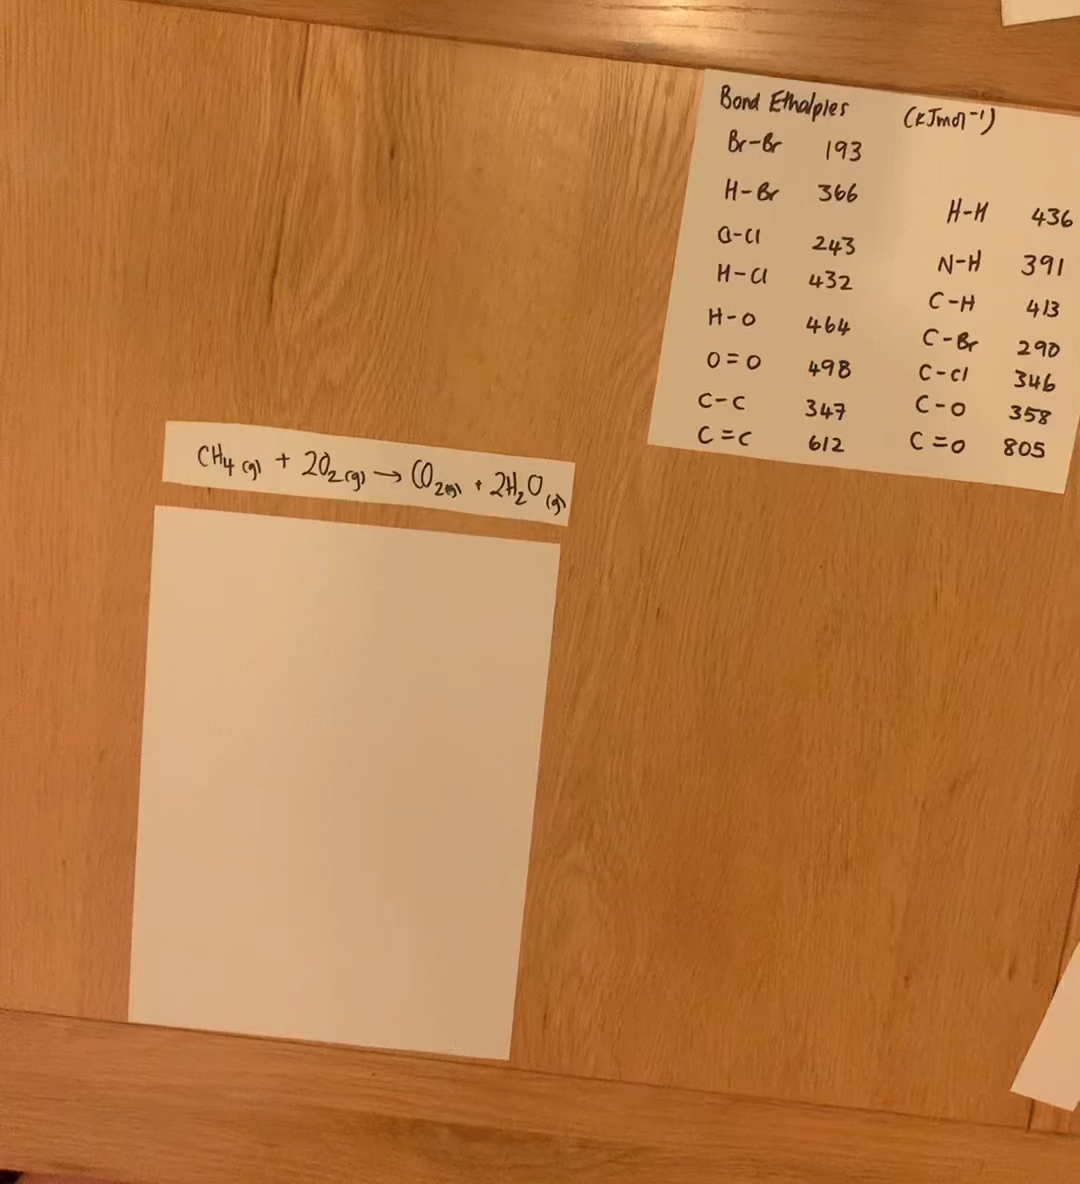 Bond Ethalpies (kJmol⁻¹)
Br-Br 193
H-Br 366
Cl-Cl 243
H-Cl 432
H-O 464
O=O 498
C-C 347
C=C 612
H-H 436
N-H 391
C-H 413
C-Br 290
C-Cl 346
C-O 358
C=O 805
CH₄(g) + 2O₂(g) → CO₂(g) + 2H₂O(g)